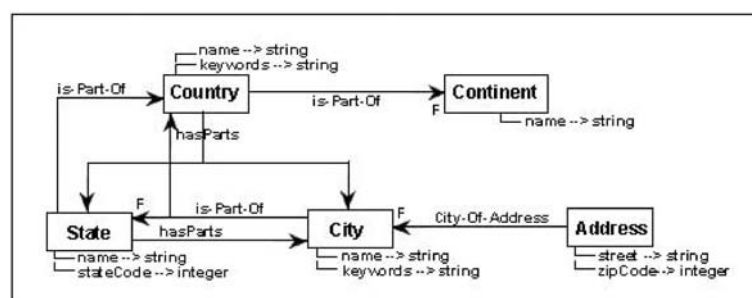 name --> string
keywords --> string
is-Part-Of
Country
Continent
is-Part-Of
F
name --> string
hasParts
F
is-Part-Of
F
City-Of-Address
State
hasParts
City
Address
name --> string
stateCode --> integer
name --> string
keywords --> string
street --> string
zipCode--> integer